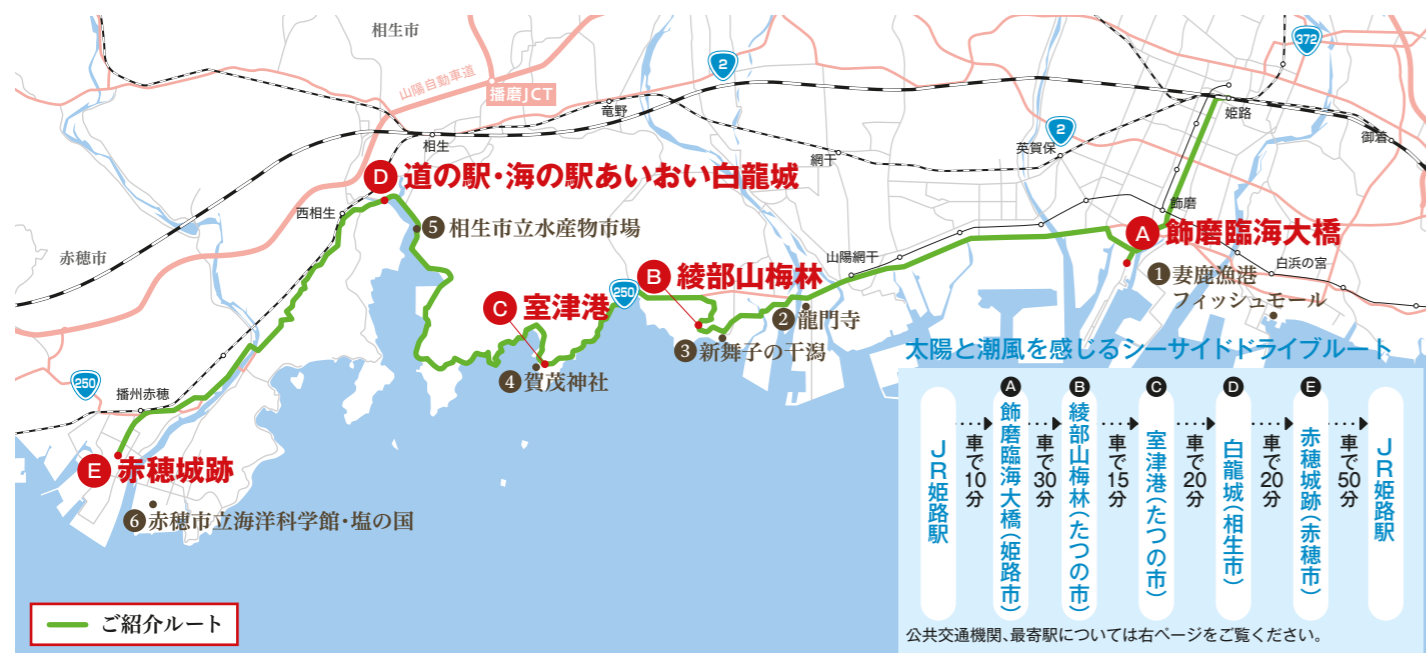 相生市
山陽自動車道
播磨JCT
竜野
相生
2
372
姫路
御着
2
英賀保
網干
D 道の駅・海の駅あいおい白龍城
西相生
5 相生市立水産物市場
飾磨
A 飾磨臨海大橋
赤穂市
山陽網干
白浜の宮
1 妻鹿漁港
フィッシュモール
B 綾部山梅林
250
C 室津港
2 龍門寺
3 新舞子の干潟
4 賀茂神社
250
播州赤穂
E 赤穂城跡
6 赤穂市立海洋科学館・塩の国
ご紹介ルート
太陽と潮風を感じるシーサイドドライブルート
JR姫路駅
車で10分
A 飾磨臨海大橋(姫路市)
車で30分
B 綾部山梅林(たつの市)
車で15分
C 室津港(たつの市)
車で20分
D 白龍城(相生市)
車で20分
E 赤穂城跡(赤穂市)
車で50分
JR姫路駅
公共交通機関、最寄駅については右ページをご覧ください。